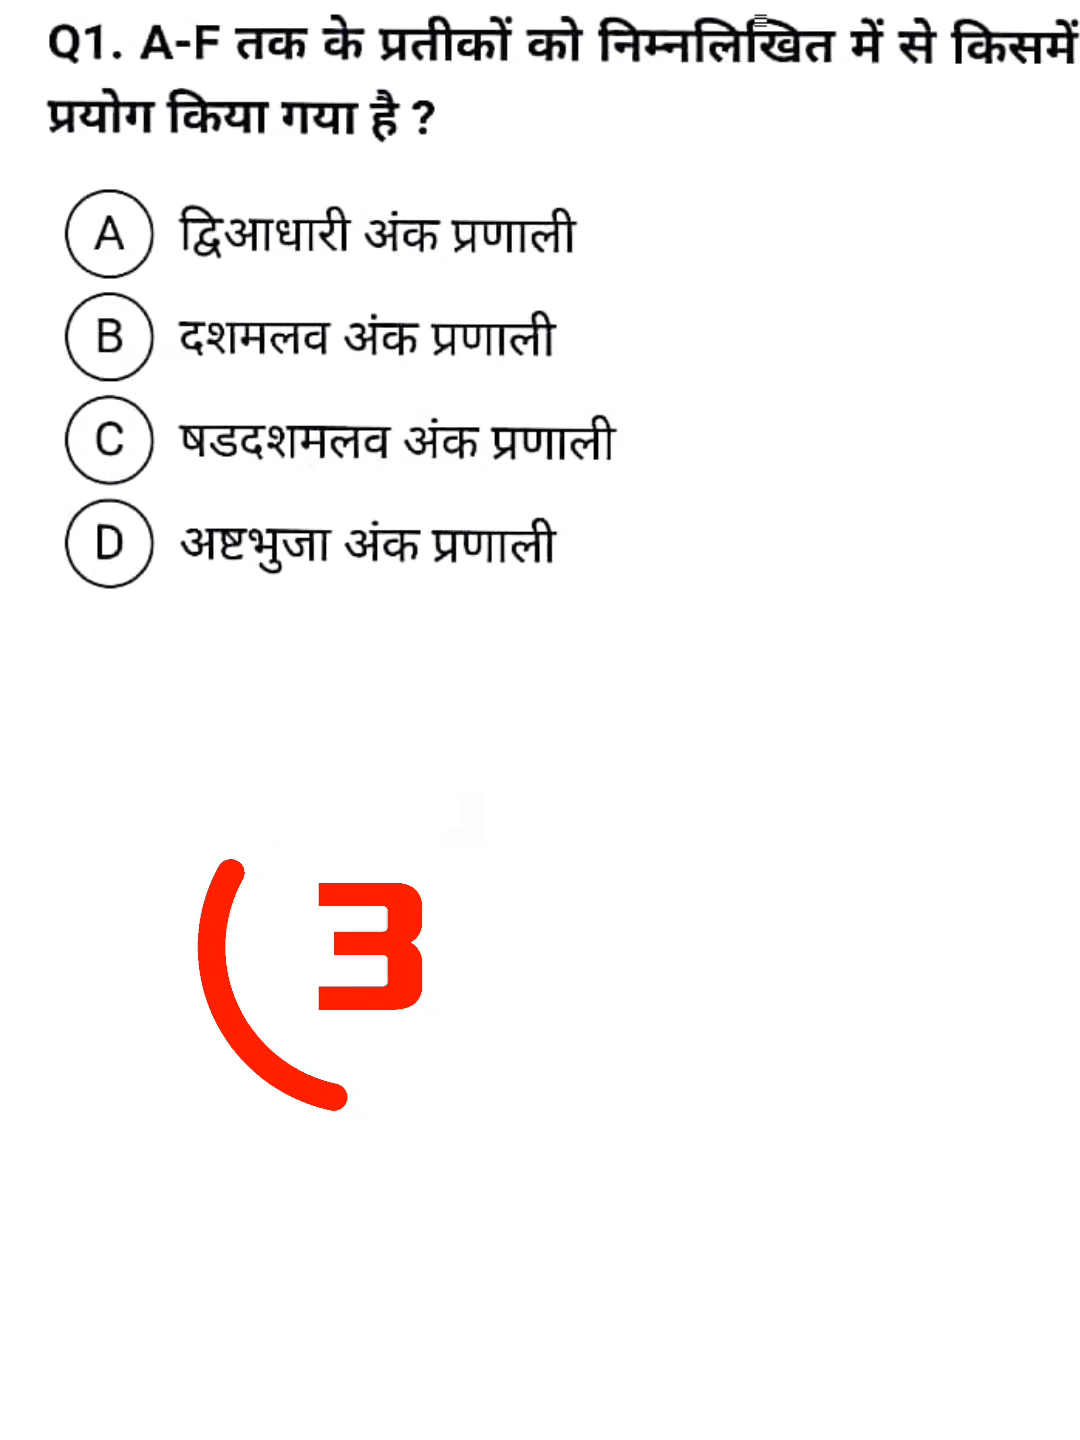 Q1. A-F तक के प्रतीकों को निम्नलिखित में से किसमें
प्रयोग किया गया है ?
A द्विआधारी अंक प्रणाली
B दशमलव अंक प्रणाली
C षडदशमलव अंक प्रणाली
D अष्टभुजा अंक प्रणाली
3